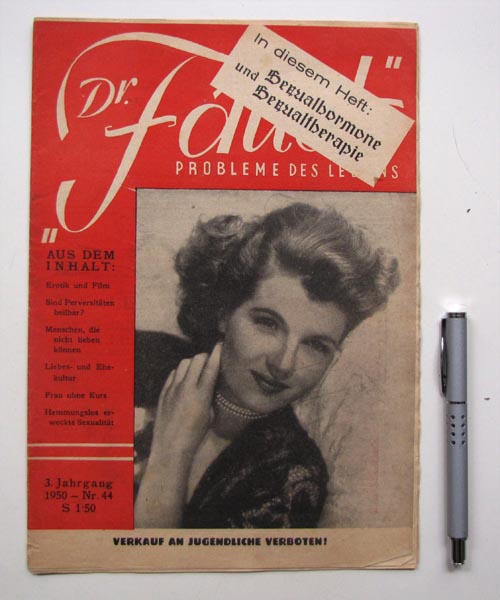 In diesem Heft:
Sexualhormone
und Sexualtherapie
„Dr. Faust“
PROBLEME DES LEBENS
AUS DEM
INHALT:
Erotik und Film
Sind Perversitäten
heilbar?
Menschen, die
nicht lieben
können
Liebes- und Ehe-
kultur
Frau ohne Kurs
Hemmungslos er-
weckte Sexualität
3. Jahrgang
1950 – Nr. 44
S 1·50
VERKAUF AN JUGENDLICHE VERBOTEN!